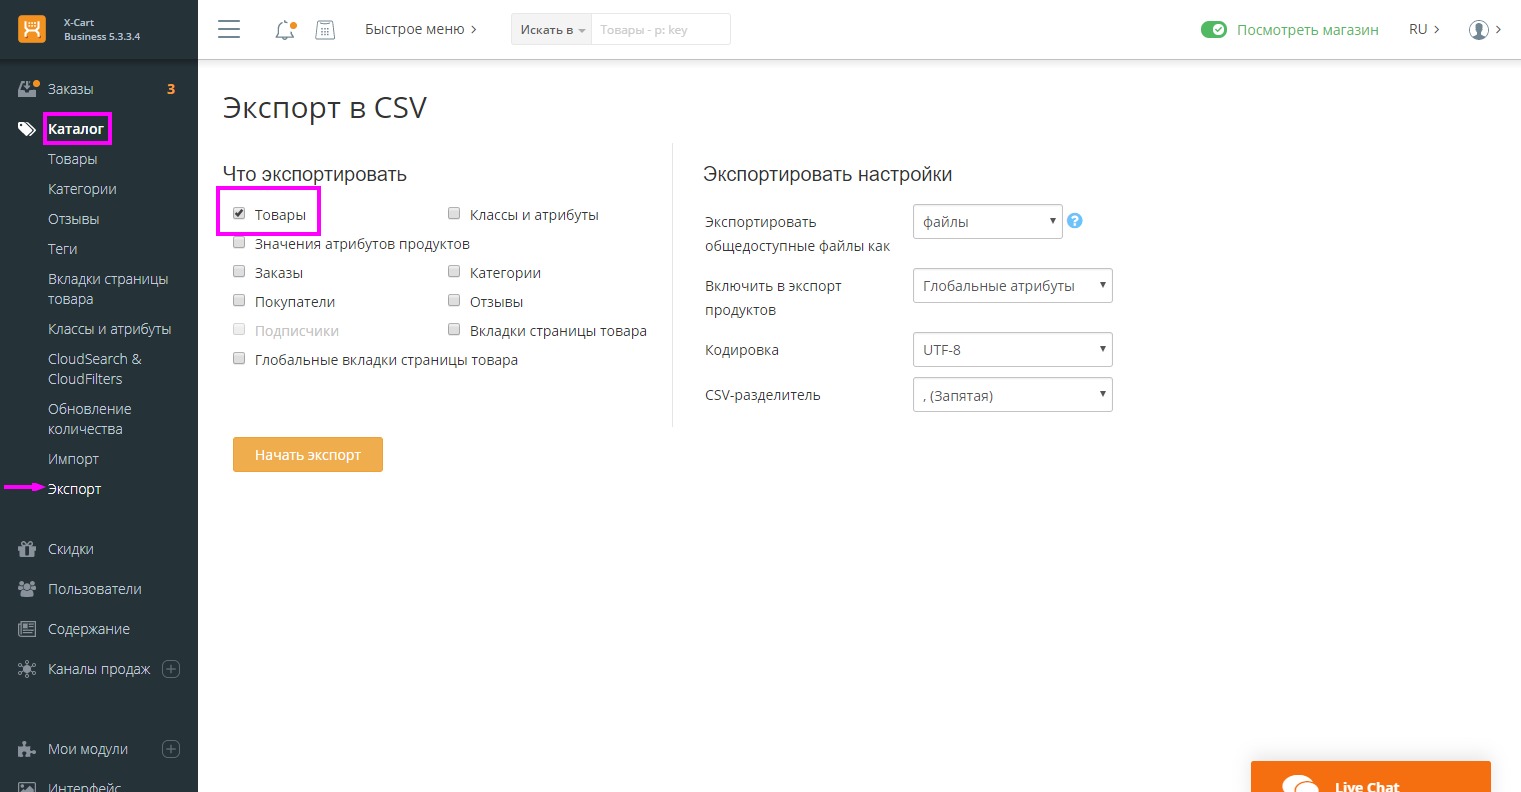 X-Cart
Business 5.3.3.4
Быстрое меню
Искать в
Товары - p: key
Посмотреть магазин
RU
Заказы
3
Каталог
Товары
Категории
Отзывы
Теги
Вкладки страницы
товара
Классы и атрибуты
CloudSearch &
CloudFilters
Обновление
количества
Импорт
Экспорт
Скидки
Пользователи
Содержание
Каналы продаж
Мои модули
Интерфейс
Экспорт в CSV
Что экспортировать
Товары
Классы и атрибуты
Значения атрибутов продуктов
Заказы
Категории
Покупатели
Отзывы
Подписчики
Вкладки страницы товара
Глобальные вкладки страницы товара
Начать экспорт
Экспортировать настройки
Экспортировать
общедоступные файлы как
файлы
?
Включить в экспорт
продуктов
Глобальные атрибуты
Кодировка
UTF-8
CSV-разделитель
, (Запятая)
Live Chat